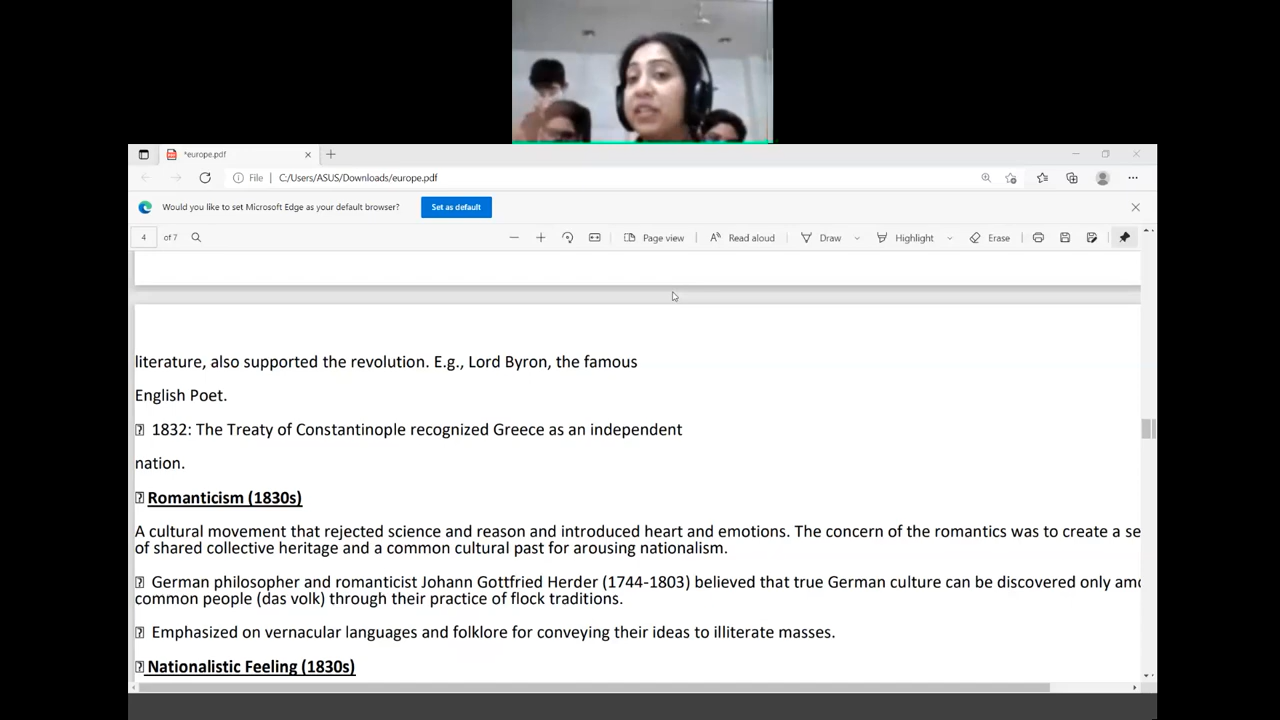 *europe.pdf
File
C:/Users/ASUS/Downloads/europe.pdf
Would you like to set Microsoft Edge as your default browser?
Set as default
4 of 7
Page view
Read aloud
Draw
Highlight
Erase
literature, also supported the revolution. E.g., Lord Byron, the famous
English Poet.
1832: The Treaty of Constantinople recognized Greece as an independent
nation.
Romanticism (1830s)
A cultural movement that rejected science and reason and introduced heart and emotions. The concern of the romantics was to create a se
of shared collective heritage and a common cultural past for arousing nationalism.
German philosopher and romanticist Johann Gottfried Herder (1744-1803) believed that true German culture can be discovered only amo
common people (das volk) through their practice of flock traditions.
Emphasized on vernacular languages and folklore for conveying their ideas to illiterate masses.
Nationalistic Feeling (1830s)